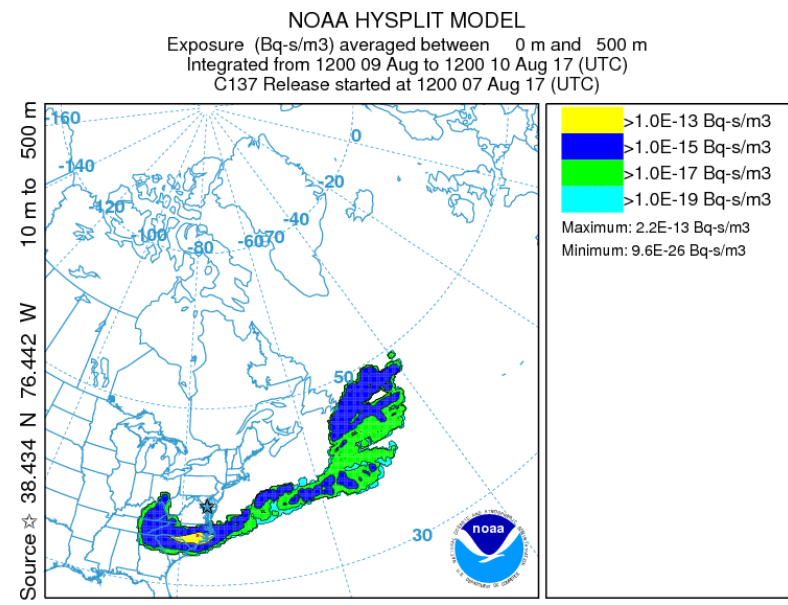 NOAA HYSPLIT MODEL
Exposure (Bq-s/m3) averaged between 0 m and 500 m
Integrated from 1200 09 Aug to 1200 10 Aug 17 (UTC)
C137 Release started at 1200 07 Aug 17 (UTC)
Source ☆ 38.434 N 76.442 W 10 m to 500 m
-160
-140
-120
-100
-80
-60
-70
-40
-20
0
50
30
>1.0E-13 Bq-s/m3
>1.0E-15 Bq-s/m3
>1.0E-17 Bq-s/m3
>1.0E-19 Bq-s/m3
Maximum: 2.2E-13 Bq-s/m3
Minimum: 9.6E-26 Bq-s/m3
noaa